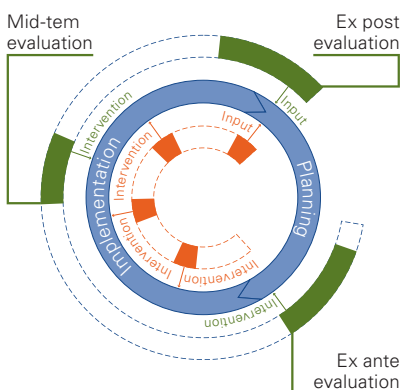 Mid-tem
evaluation
Ex post
evaluation
Intervention
Input
Input
Intervention
Implementation
Planning
Intervention
Intervention
Intervention
Intervention
Ex ante
evaluation